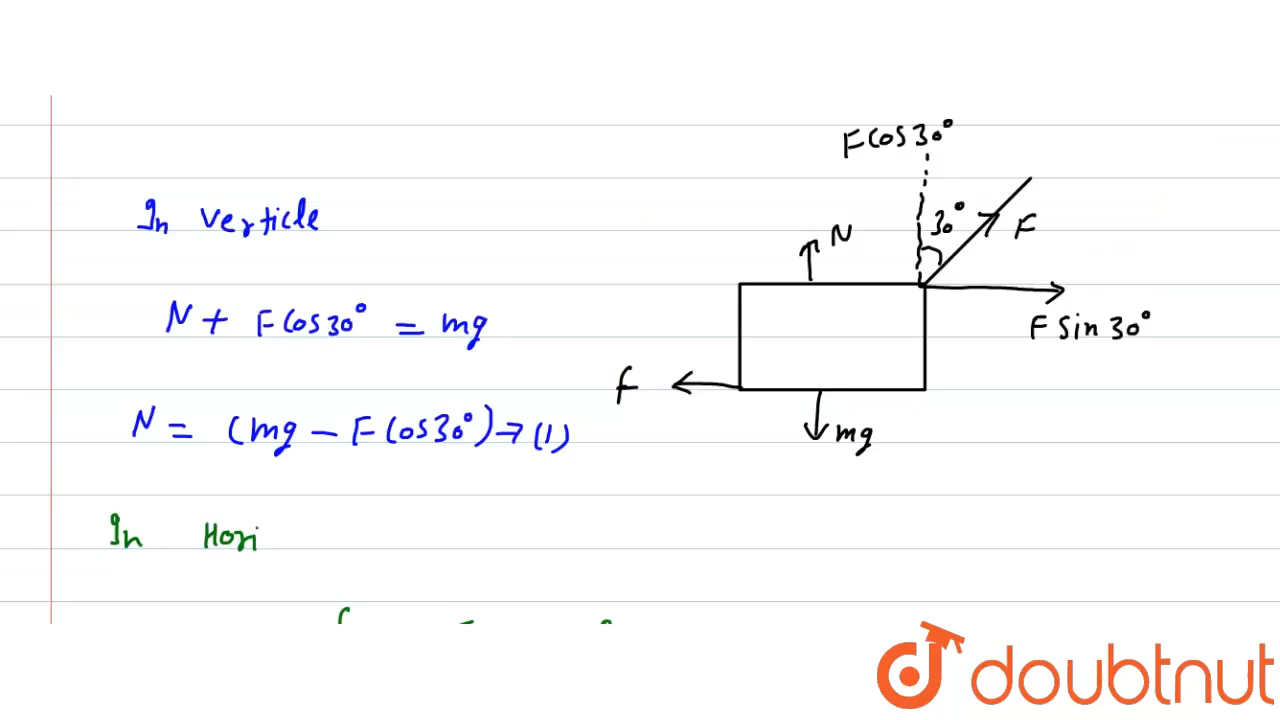 F Cos 30°
In verticle
30°
N
F
N + F Cos 30° = mg
F Sin 30°
f
N = (mg - F Cos 30°) → (1)
mg
In Hori
doubtnut